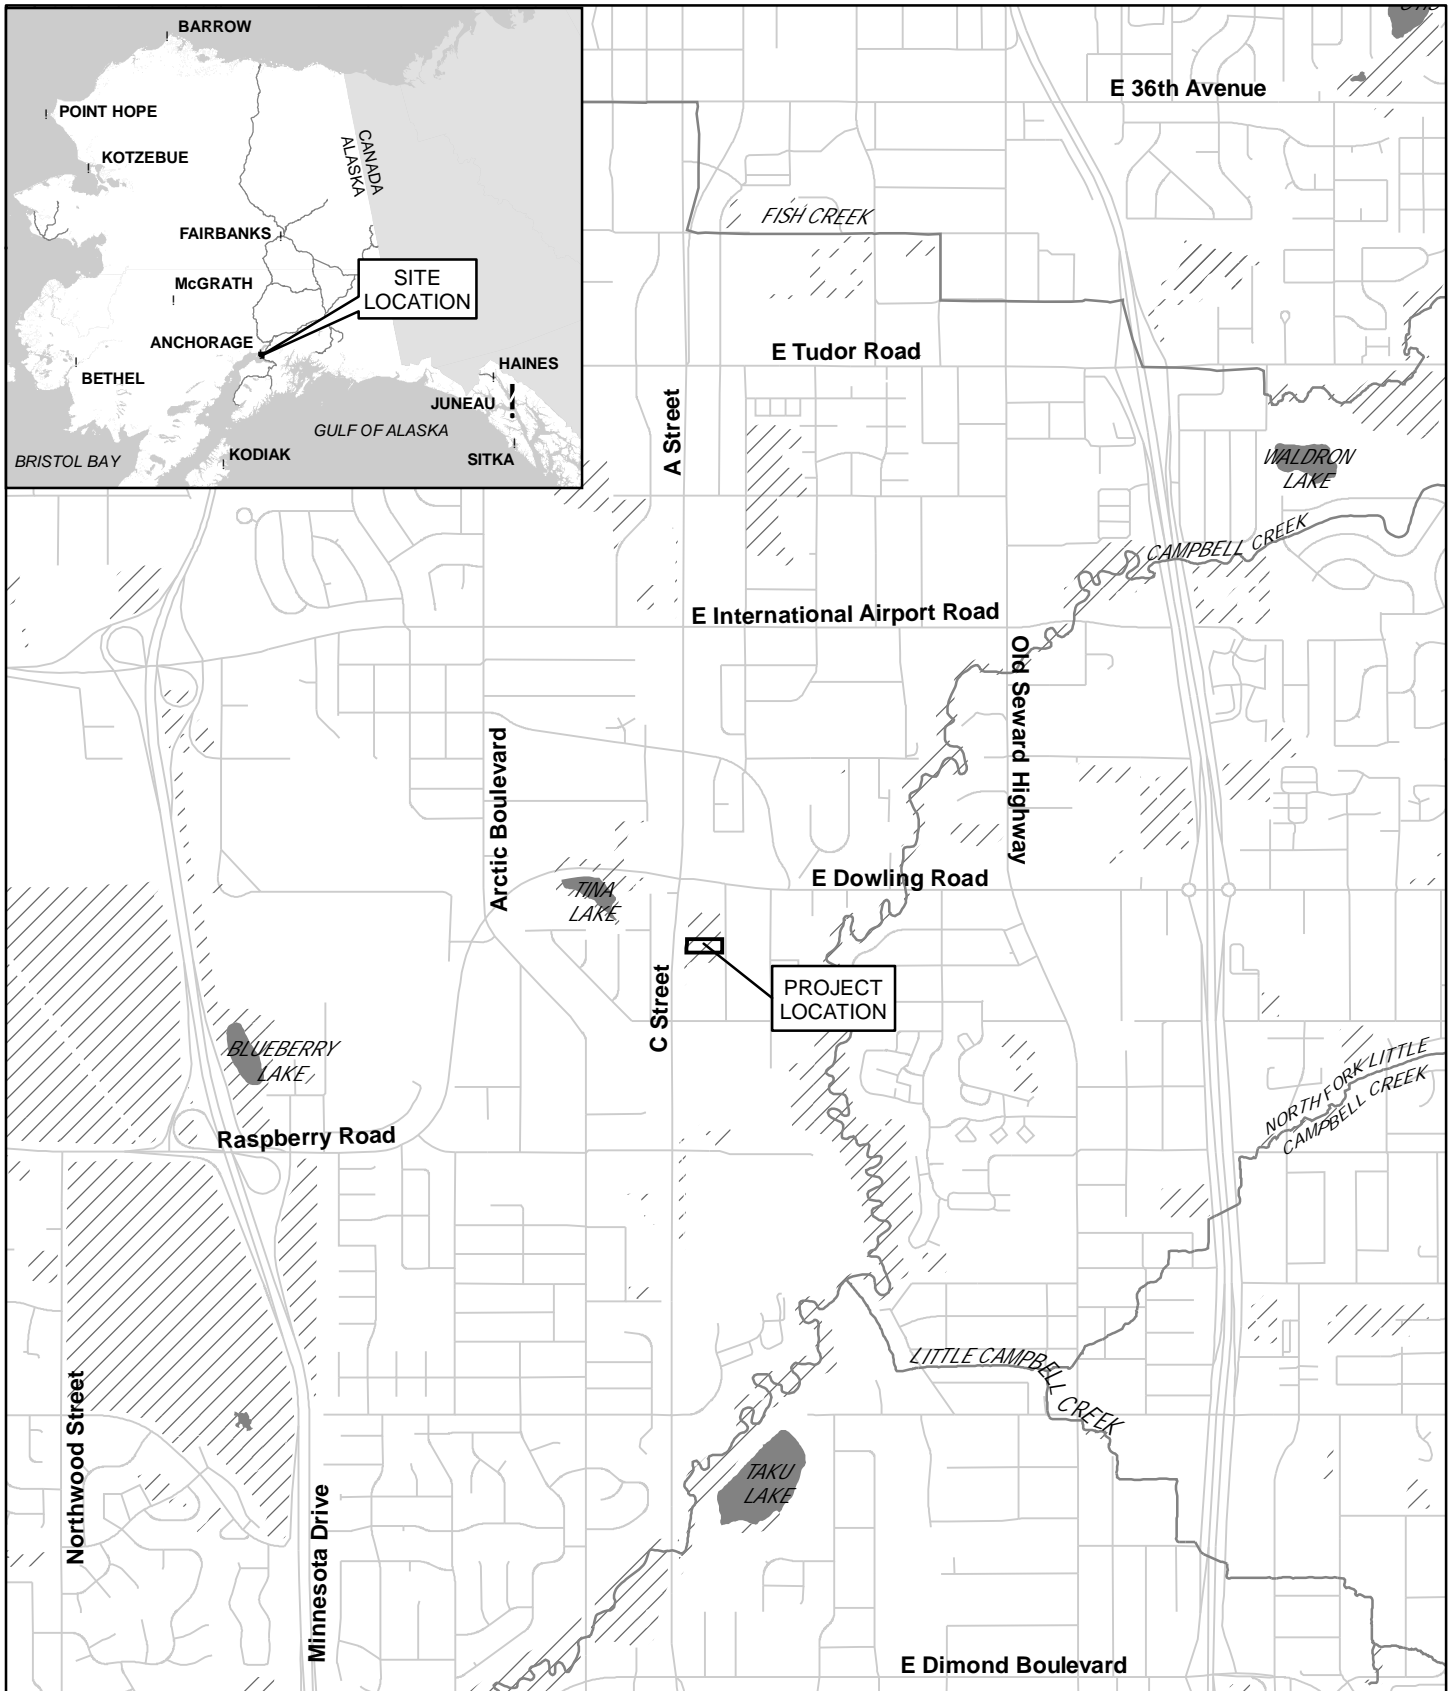 BARROW
POINT HOPE
KOTZEBUE
CANADA
ALASKA
FAIRBANKS
McGRATH
SITE
LOCATION
ANCHORAGE
BETHEL
HAINES
JUNEAU
GULF OF ALASKA
KODIAK
SITKA
BRISTOL BAY
E 36th Avenue
FISH CREEK
E Tudor Road
A Street
WALDRON
LAKE
CAMPBELL CREEK
E International Airport Road
Old Seward Highway
Arctic Boulevard
E Dowling Road
TINA
LAKE
C Street
PROJECT
LOCATION
BLUEBERRY
LAKE
NORTH FORK LITTLE
CAMPBELL CREEK
Raspberry Road
LITTLE CAMPBELL CREEK
Northwood Street
TAKU
LAKE
Minnesota Drive
E Dimond Boulevard